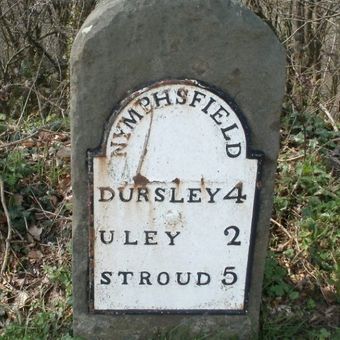 NYMPHSFIELD
DURSLEY 4
ULEY 2
STROUD 5